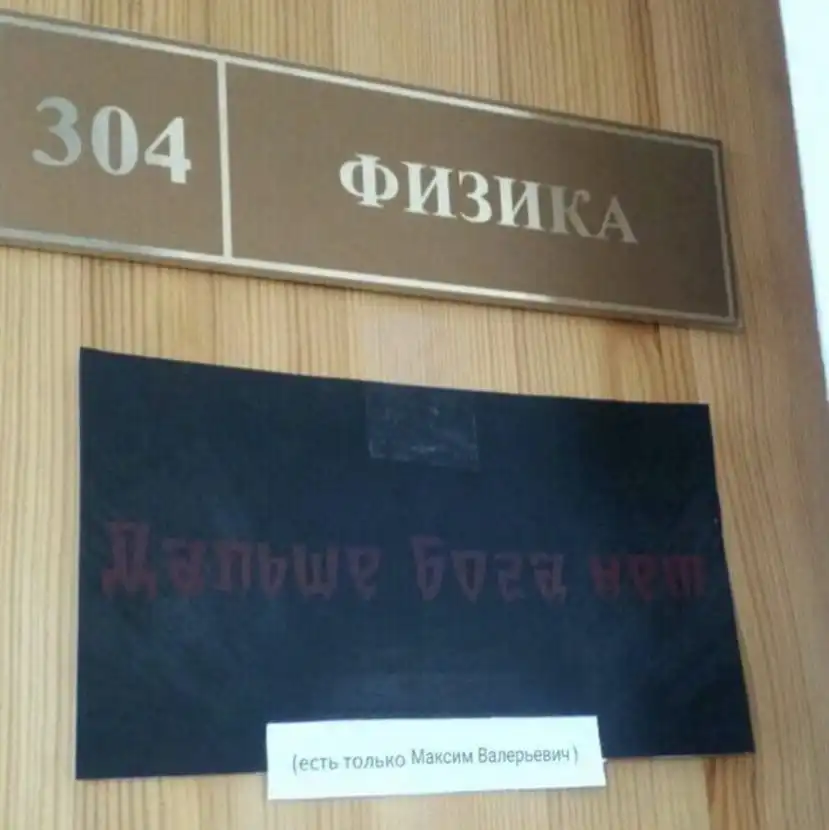 304
ФИЗИКА
Дальше бога нет
(есть только Максим Валерьевич)